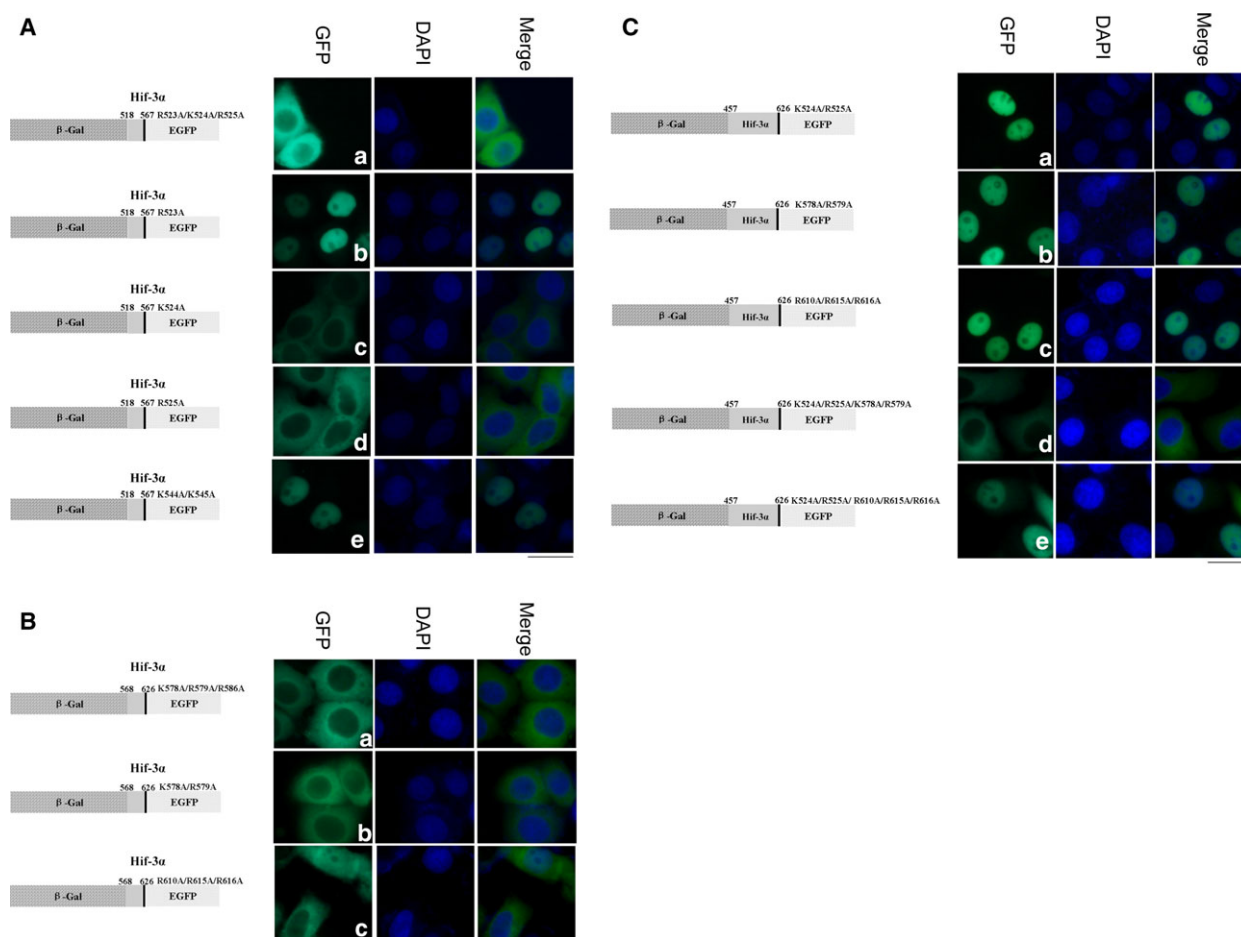 A
GFP
DAPI
Merge
Hif-3α
518 567 R523A/K524A/R525A
β-Gal EGFP
a
Hif-3α
518 567 R523A
β-Gal EGFP
b
Hif-3α
518 567 K524A
β-Gal EGFP
c
Hif-3α
518 567 R525A
β-Gal EGFP
d
Hif-3α
518 567 K544A/K545A
β-Gal EGFP
e
B
GFP
DAPI
Merge
Hif-3α
568 626 K578A/R579A/R586A
β-Gal EGFP
a
Hif-3α
568 626 K578A/R579A
β-Gal EGFP
b
Hif-3α
568 626 R610A/R615A/R616A
β-Gal EGFP
c
C
GFP
DAPI
Merge
457 626 K524A/R525A
β-Gal Hif-3α EGFP
a
457 626 K578A/R579A
β-Gal Hif-3α EGFP
b
457 626 R610A/R615A/R616A
β-Gal Hif-3α EGFP
c
457 626 K524A/R525A/K578A/R579A
β-Gal Hif-3α EGFP
d
457 626 K524A/R525A/ R610A/R615A/R616A
β-Gal Hif-3α EGFP
e